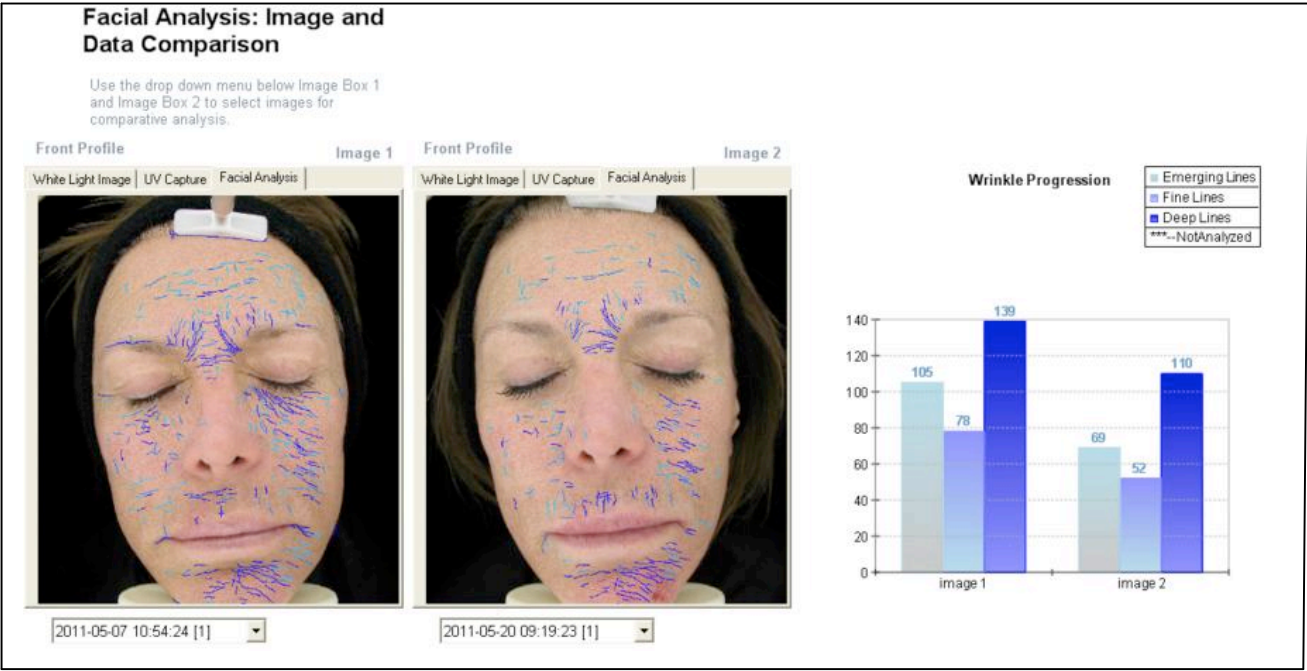 Facial Analysis: Image and
Data Comparison
Use the drop down menu below Image Box 1
and Image Box 2 to select images for
comparative analysis.
Front Profile
Image 1
White Light Image
UV Capture
Facial Analysis
2011-05-07 10:54:24 [1]
Front Profile
Image 2
White Light Image
UV Capture
Facial Analysis
2011-05-20 09:19:23 [1]
Wrinkle Progression
Emerging Lines
Fine Lines
Deep Lines
***--NotAnalyzed
140
120
100
80
60
40
20
0
105
78
139
69
52
110
image 1
image 2